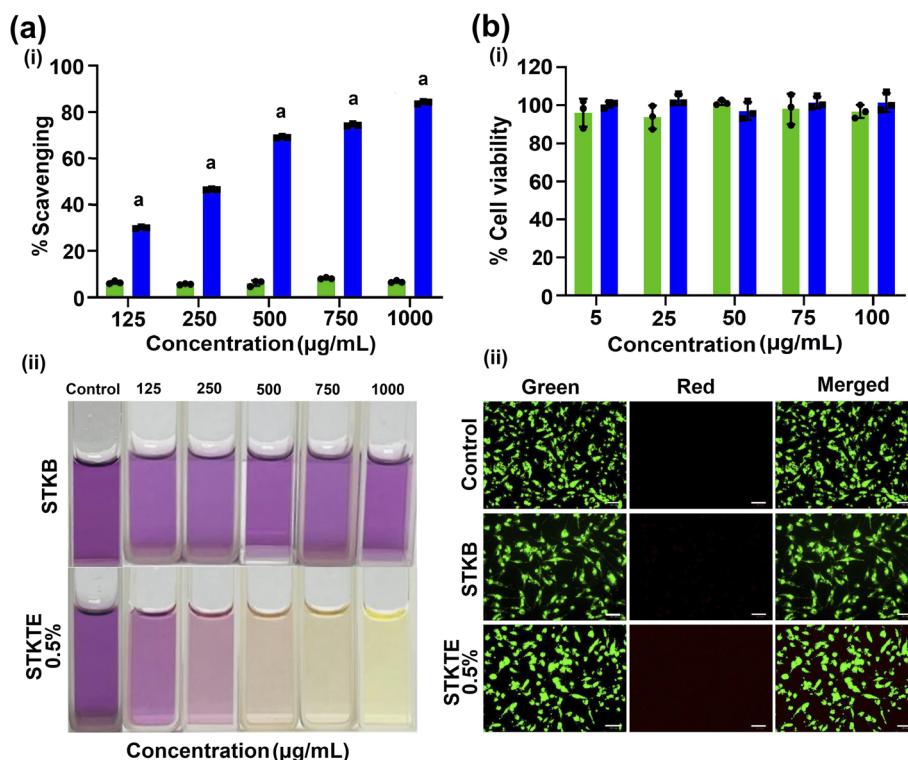 (a)
(i)
100
80
60
40
20
0
% Scavenging
a
a
a
a
a
125 250 500 750 1000
Concentration (µg/mL)
(ii)
Control 125 250 500 750 1000
STKB
STKTE
0.5%
Concentration (µg/mL)
(b)
(i)
120
100
80
60
40
20
0
% Cell viability
5 25 50 75 100
Concentration (µg/mL)
(ii)
Green Red Merged
Control
STKB
STKTE
0.5%